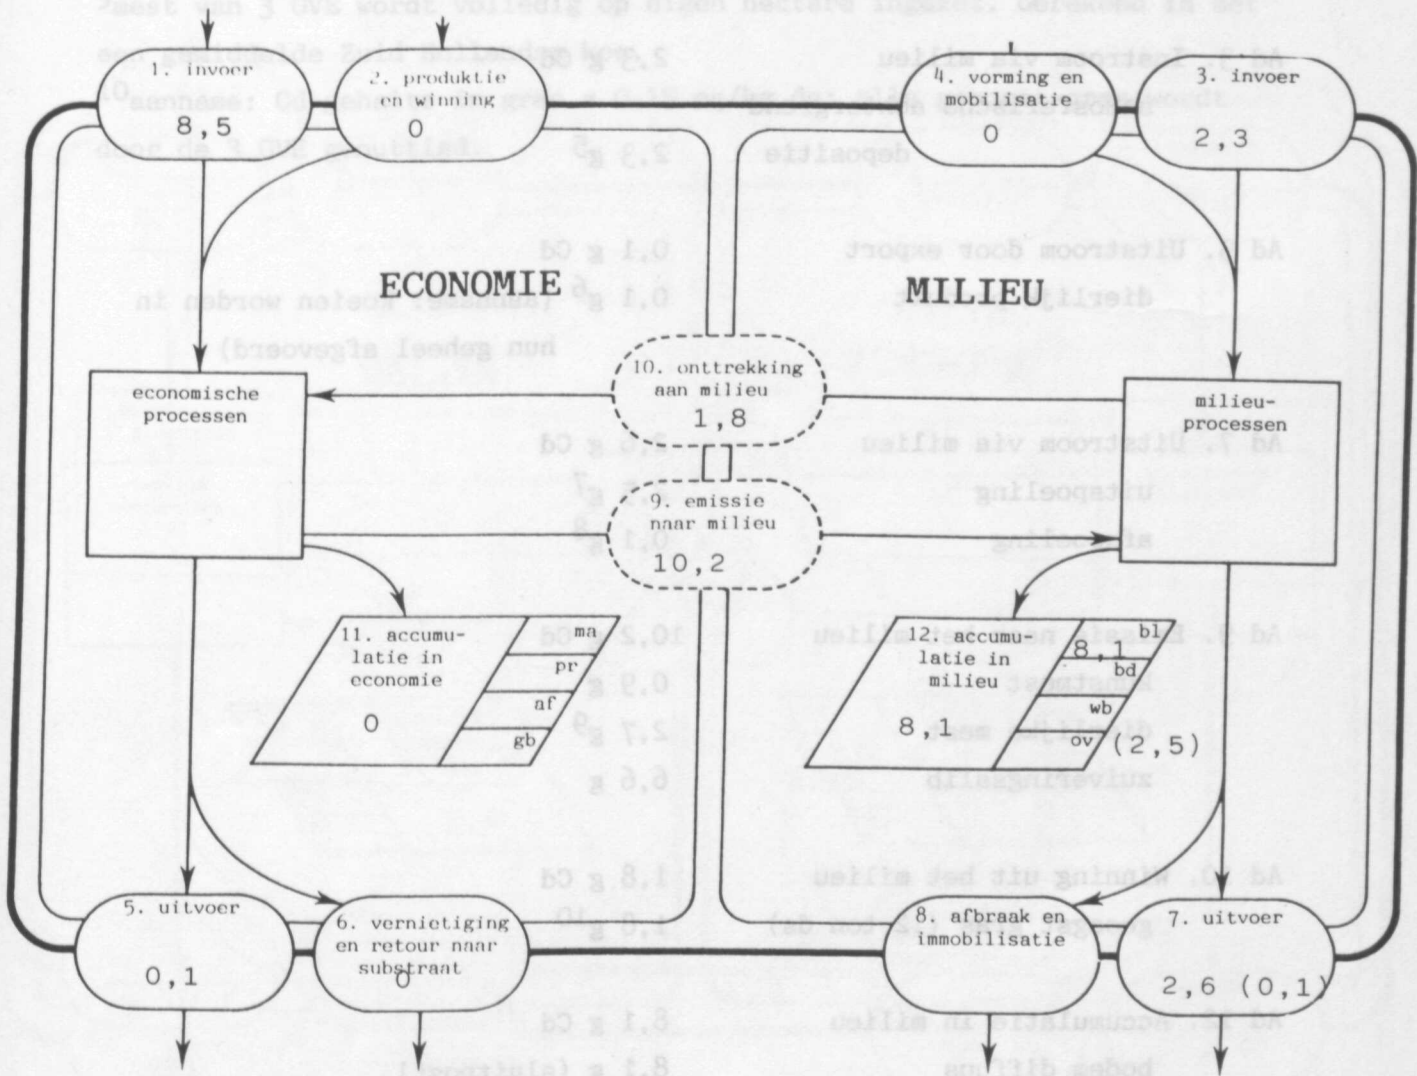 1. invoer
8,5
2. produktie
en winning
0
4. vorming en
mobilisatie
0
3. invoer
2,3
ECONOMIE
MILIEU
economische
processen
10. onttrekking
aan milieu
1,8
milieu-
processen
9. emissie
naar milieu
10,2
11. accumu-
latie in
economie
0
ma
pr
af
gb
12. accumu-
latie in
milieu
8,1
bl
8,1
bd
wb
ov (2,5)
5. uitvoer
0,1
6. vernietiging
en retour naar
substraat
0
8. afbraak en
immobilisatie
7. uitvoer
2,6 (0,1)